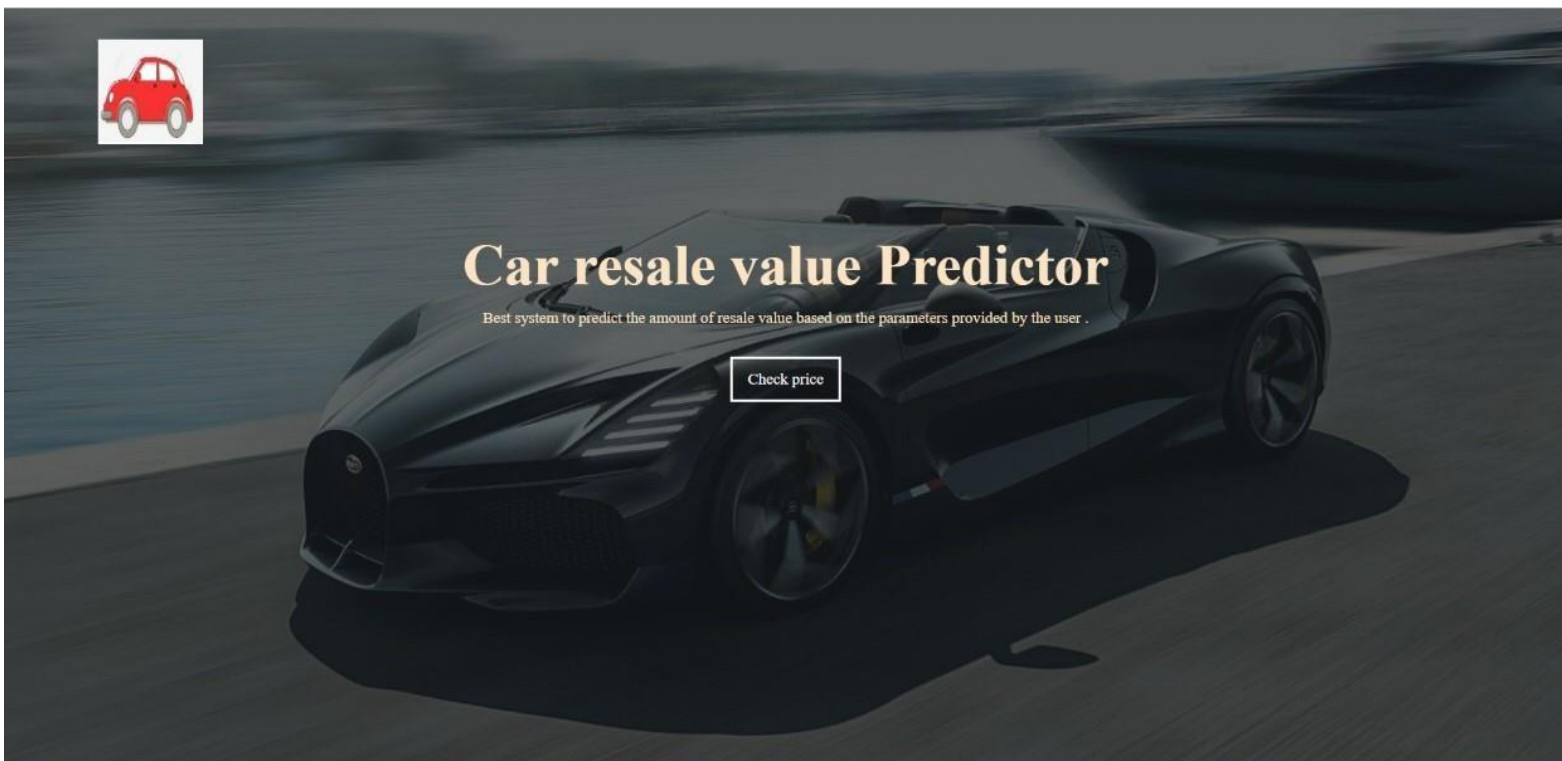 Car resale value Predictor
Best system to predict the amount of resale value based on the parameters provided by the user .
Check price